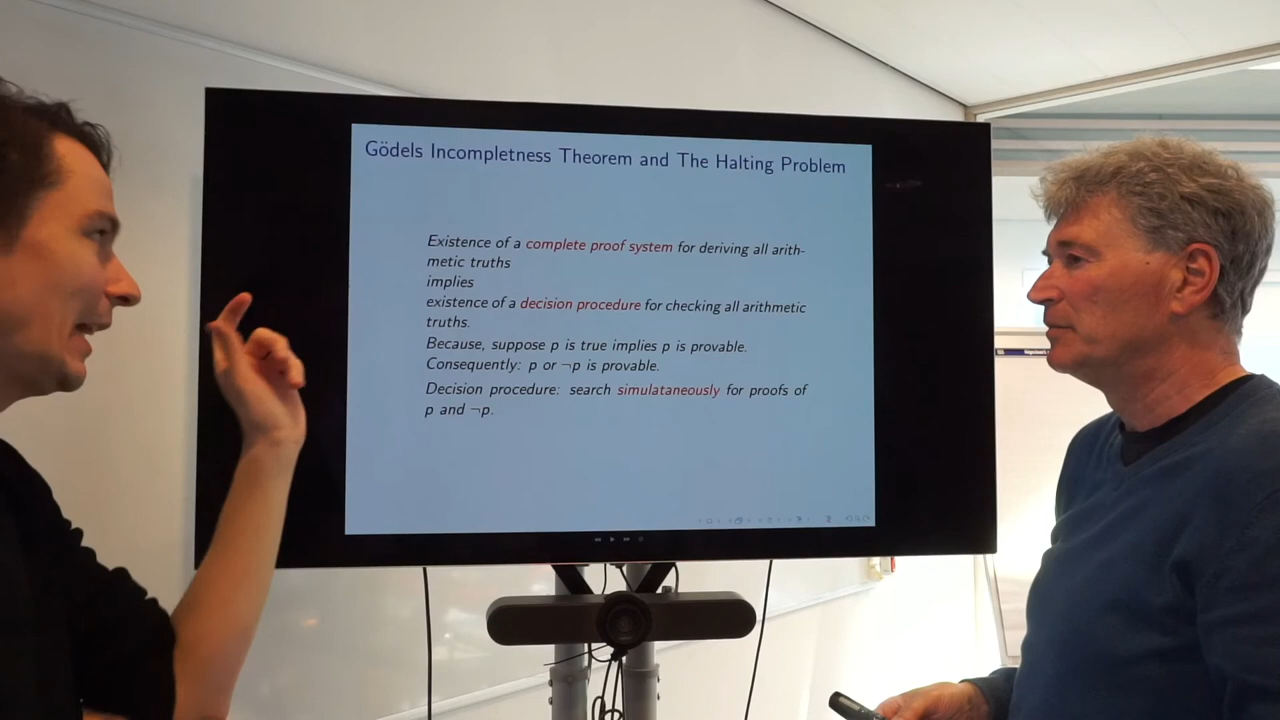 Gödels Incompletness Theorem and The Halting Problem
Existence of a complete proof system for deriving all arith-
metic truths
implies
existence of a decision procedure for checking all arithmetic
truths.
Because, suppose p is true implies p is provable.
Consequently: p or ¬p is provable.
Decision procedure: search simulataneously for proofs of
p and ¬p.